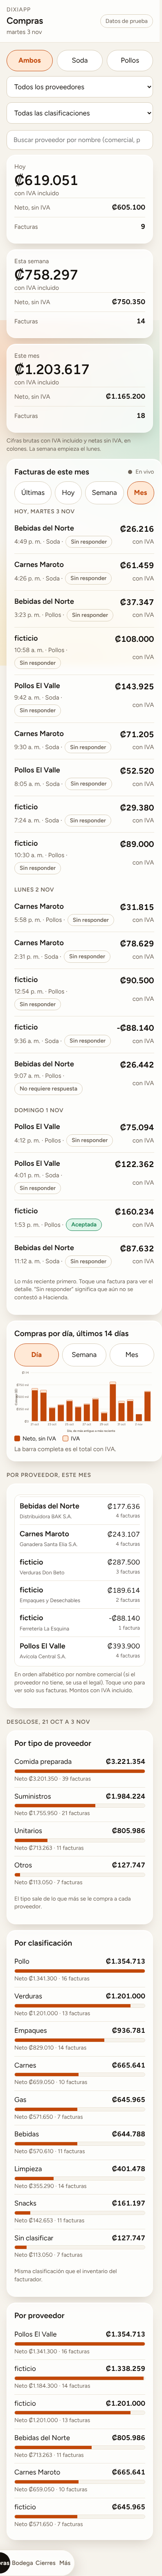 DIXIAPP
Compras
martes 3 nov
Datos de prueba
Ambos
Soda
Pollos
Todos los proveedores
Todas las clasificaciones
Buscar proveedor por nombre (comercial, p
Hoy
₡619.051
con IVA incluido
Neto, sin IVA ₡605.100
Facturas 9
Esta semana
₡758.297
con IVA incluido
Neto, sin IVA ₡750.350
Facturas 14
Este mes
₡1.203.617
con IVA incluido
Neto, sin IVA ₡1.165.200
Facturas 18
Cifras brutas con IVA incluido y netas sin IVA, en
colones. La semana empieza el lunes.
Facturas de este mes
En vivo
Últimas
Hoy
Semana
Mes
HOY, MARTES 3 NOV
Bebidas del Norte ₡26.216
4:49 p. m. · Soda · Sin responder con IVA
Carnes Maroto ₡61.459
4:26 p. m. · Soda · Sin responder con IVA
Bebidas del Norte ₡37.347
3:23 p. m. · Pollos · Sin responder con IVA
ficticio ₡108.000
10:58 a. m. · Pollos ·
Sin responder con IVA
Pollos El Valle ₡143.925
9:42 a. m. · Soda ·
Sin responder con IVA
Carnes Maroto ₡71.205
9:30 a. m. · Soda · Sin responder con IVA
Pollos El Valle ₡52.520
8:05 a. m. · Soda · Sin responder con IVA
ficticio ₡29.380
7:24 a. m. · Soda · Sin responder con IVA
ficticio ₡89.000
10:30 a. m. · Pollos ·
Sin responder con IVA
LUNES 2 NOV
Carnes Maroto ₡31.815
5:58 p. m. · Pollos · Sin responder con IVA
Carnes Maroto ₡78.629
2:31 p. m. · Soda · Sin responder con IVA
ficticio ₡90.500
12:54 p. m. · Pollos ·
Sin responder con IVA
ficticio -₡88.140
9:36 a. m. · Soda · Sin responder con IVA
Bebidas del Norte ₡26.442
9:07 a. m. · Pollos ·
No requiere respuesta con IVA
DOMINGO 1 NOV
Pollos El Valle ₡75.094
4:12 p. m. · Pollos · Sin responder con IVA
Pollos El Valle ₡122.362
4:01 p. m. · Soda ·
Sin responder con IVA
ficticio ₡160.234
1:53 p. m. · Pollos · Aceptada con IVA
Bebidas del Norte ₡87.632
11:12 a. m. · Soda · Sin responder con IVA
Lo más reciente primero. Toque una factura para ver el
detalle. "Sin responder" significa que aún no se
contestó a Hacienda.
Compras por día, últimos 14 días
Día
Semana
Mes
Neto, sin IVA
IVA
La barra completa es el total con IVA.
POR PROVEEDOR, ESTE MES
Bebidas del Norte ₡177.636
Distribuidora BAK S.A. 4 facturas
Carnes Maroto ₡243.107
Ganadera Santa Elia S.A. 4 facturas
ficticio ₡287.500
Verduras Don Beto 3 facturas
ficticio ₡189.614
Empaques y Desechables 2 facturas
ficticio -₡88.140
Ferretería La Esquina 1 facturas
Pollos El Valle ₡393.900
Avícola Central S.A. 4 facturas
En orden alfabético por nombre comercial (si el
proveedor no tiene, se usa el legal). Toque uno para
ver solo sus facturas. Montos con IVA incluido.
DESGLOSE, 21 OCT A 3 NOV
Por tipo de proveedor
Comida preparada ₡3.221.354
Neto ₡3.201.350 · 39 facturas
Suministros ₡1.984.224
Neto ₡1.755.950 · 21 facturas
Unitarios ₡805.986
Neto ₡713.263 · 11 facturas
Otros ₡127.747
Neto ₡113.050 · 7 facturas
El tipo sale de lo que más se le compra a cada
proveedor.
Por clasificación
Pollo ₡1.354.713
Neto ₡1.341.300 · 16 facturas
Verduras ₡1.201.000
Neto ₡1.201.000 · 13 facturas
Empaques ₡936.781
Neto ₡829.010 · 14 facturas
Carnes ₡665.641
Neto ₡659.050 · 10 facturas
Gas ₡645.965
Neto ₡571.650 · 7 facturas
Bebidas ₡644.788
Neto ₡570.610 · 11 facturas
Limpieza ₡401.478
Neto ₡355.290 · 14 facturas
Snacks ₡161.197
Neto ₡142.653 · 11 facturas
Sin clasificar ₡127.747
Neto ₡113.050 · 7 facturas
Misma clasificación que el inventario del
facturador.
Por proveedor
Pollos El Valle ₡1.354.713
Neto ₡1.341.300 · 16 facturas
ficticio ₡1.338.259
Neto ₡1.184.300 · 14 facturas
ficticio ₡1.201.000
Neto ₡1.201.000 · 13 facturas
Bebidas del Norte ₡805.986
Neto ₡713.263 · 11 facturas
Carnes Maroto ₡665.641
Neto ₡659.050 · 10 facturas
ficticio ₡645.965
Neto ₡571.650 · 7 facturas
ras
Bodega
Cierres
Más